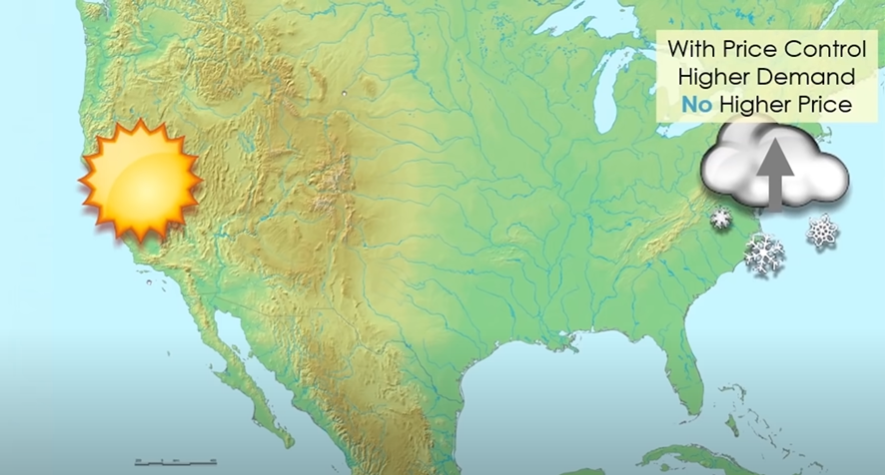 With Price Control
Higher Demand
No Higher Price